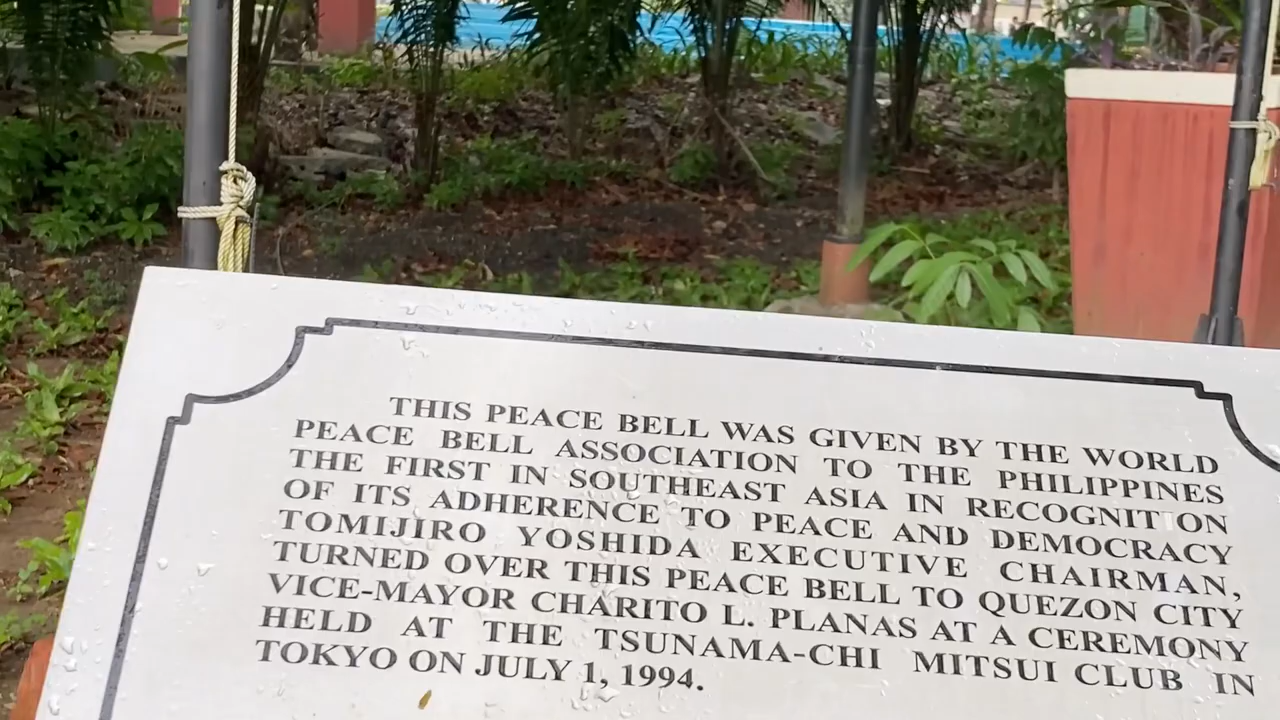 THIS PEACE BELL WAS GIVEN BY THE WORLD
PEACE BELL ASSOCIATION TO THE PHILIPPINES
THE FIRST IN SOUTHEAST ASIA IN RECOGNITION
OF ITS ADHERENCE TO PEACE AND DEMOCRACY
TOMIJIRO YOSHIDA EXECUTIVE CHAIRMAN,
TURNED OVER THIS PEACE BELL TO QUEZON CITY
VICE-MAYOR CHARITO L. PLANAS AT A CEREMONY
HELD AT THE TSUNAMA-CHI MITSUI CLUB IN
TOKYO ON JULY 1, 1994.